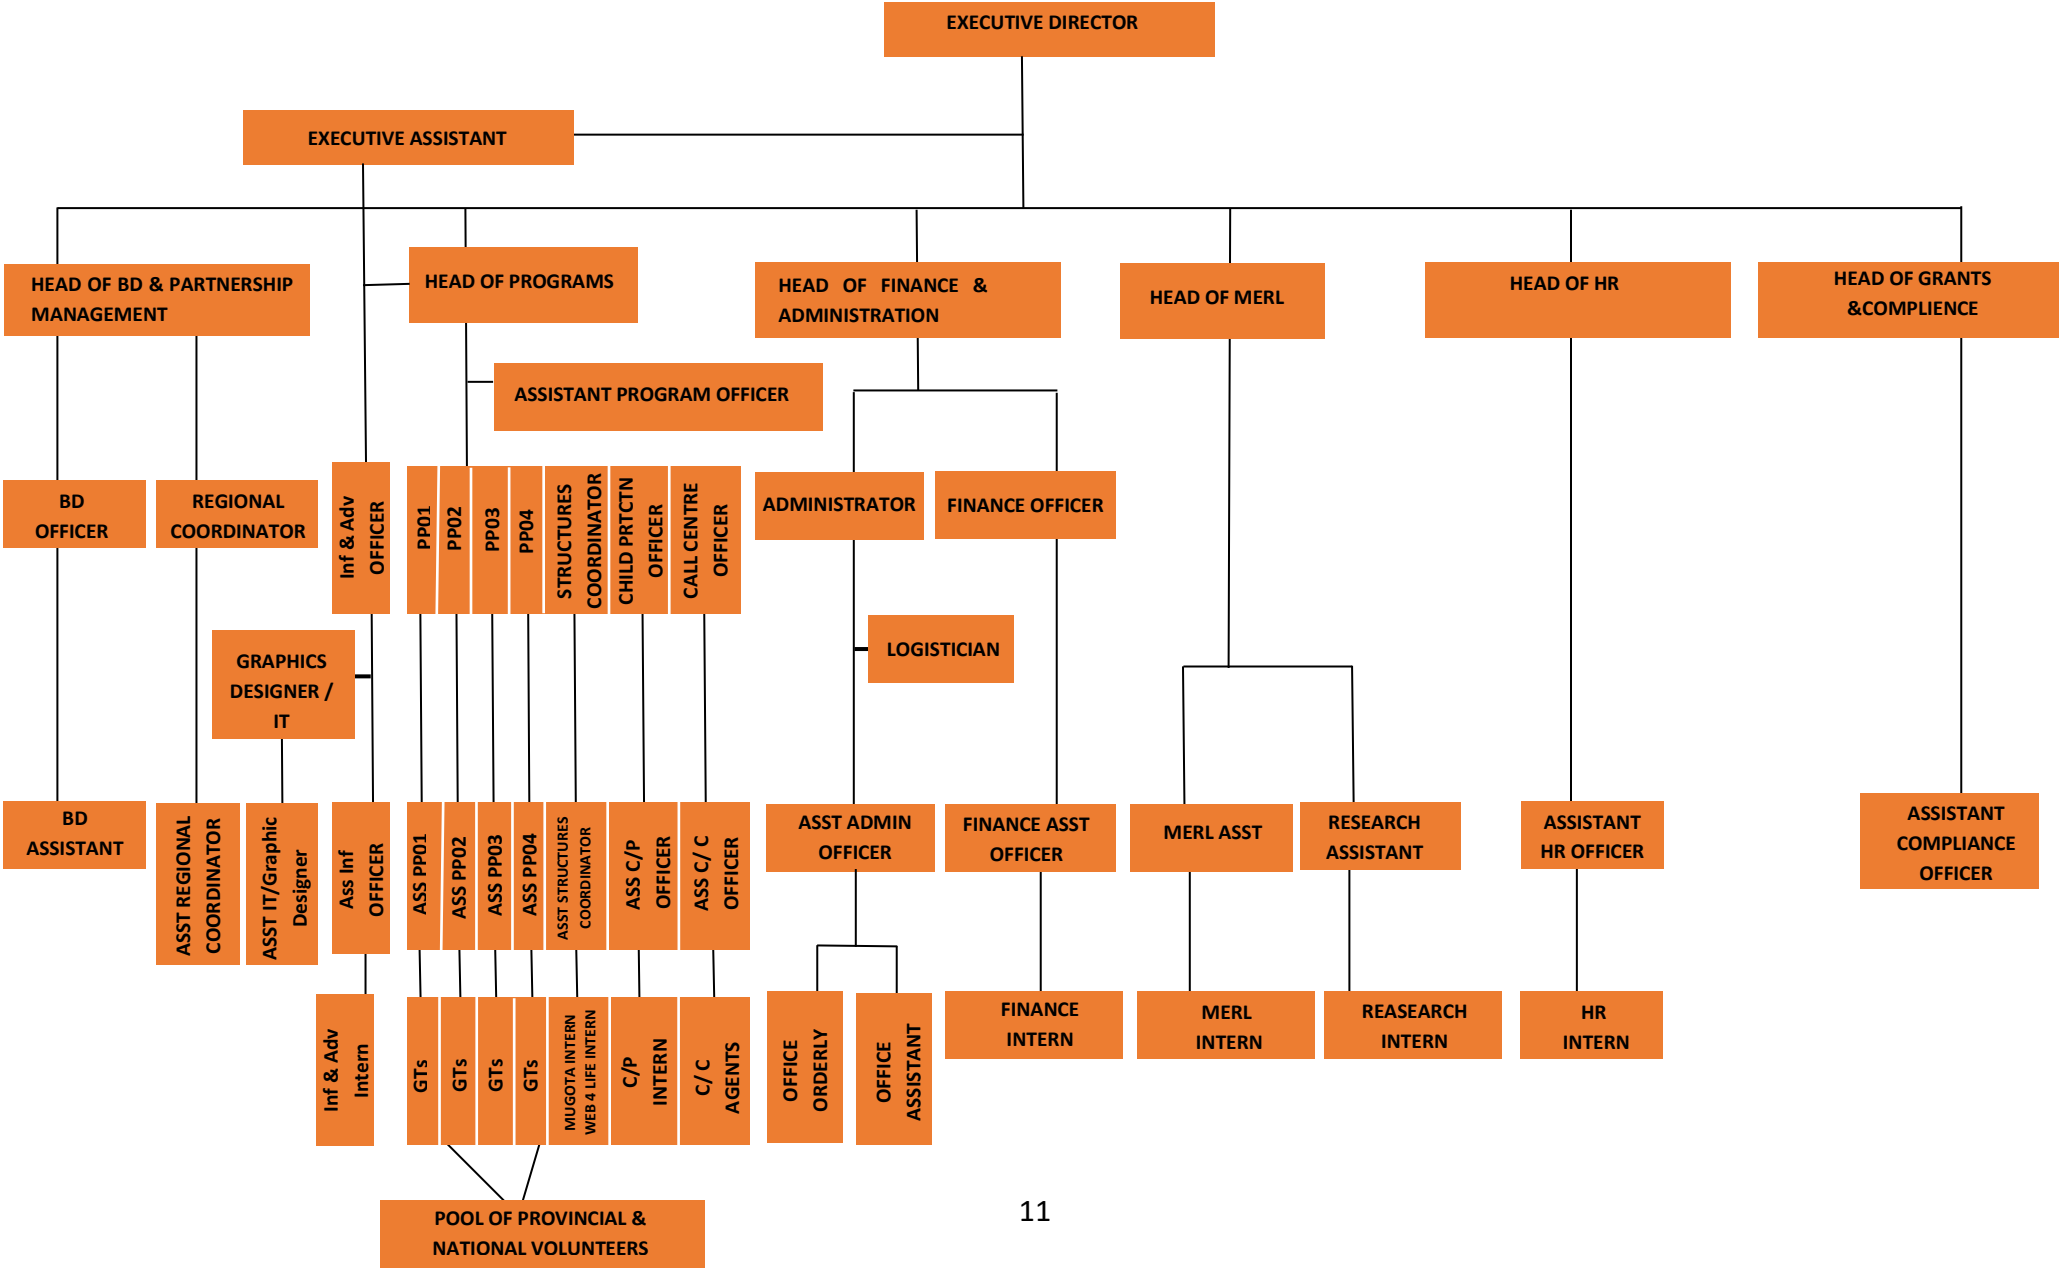 EXECUTIVE DIRECTOR
EXECUTIVE ASSISTANT
HEAD OF BD & PARTNERSHIP
MANAGEMENT
HEAD OF PROGRAMS
HEAD OF FINANCE &
ADMINISTRATION
HEAD OF MERL
HEAD OF HR
HEAD OF GRANTS
&COMPLIENCE
ASSISTANT PROGRAM OFFICER
BD
OFFICER
REGIONAL
COORDINATOR
Inf & Adv
OFFICER
PP01
PP02
PP03
PP04
STRUCTURES
COORDINATOR
CHILD PRTCTN
OFFICER
CALL CENTRE
OFFICER
ADMINISTRATOR
FINANCE OFFICER
GRAPHICS
DESIGNER /
IT
LOGISTICIAN
BD
ASSISTANT
ASST REGIONAL
COORDINATOR
ASST IT/Graphic
Designer
Ass Inf
OFFICER
ASS PP01
ASS PP02
ASS PP03
ASS PP04
ASST STRUCTURES
COORDINATOR
ASS C/P
OFFICER
ASS C/ C
OFFICER
ASST ADMIN
OFFICER
FINANCE ASST
OFFICER
MERL ASST
RESEARCH
ASSISTANT
ASSISTANT
HR OFFICER
ASSISTANT
COMPLIANCE
OFFICER
Inf & Adv
Intern
GTs
GTs
GTs
GTs
MUGOTA INTERN
WEB 4 LIFE INTERN
C/P
INTERN
C/ C
AGENTS
OFFICE
ORDERLY
OFFICE
ASSISTANT
FINANCE
INTERN
MERL
INTERN
REASEARCH
INTERN
HR
INTERN
POOL OF PROVINCIAL &
NATIONAL VOLUNTEERS
11